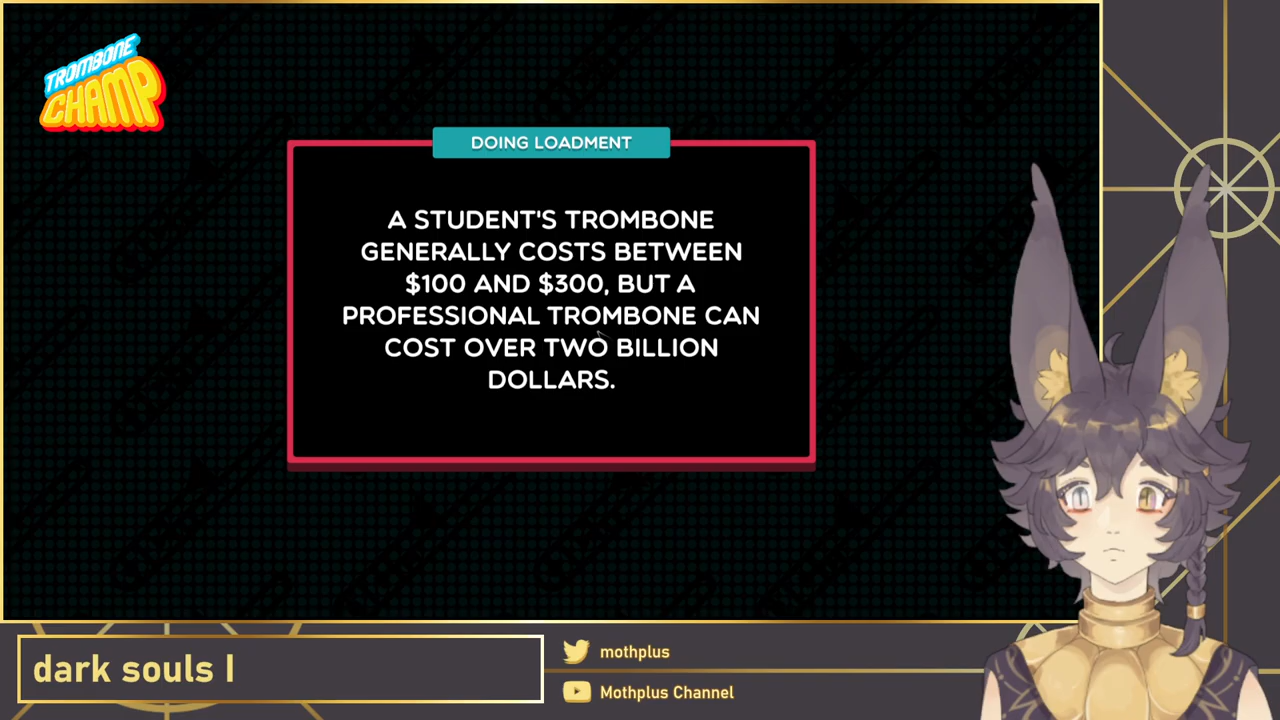 TROMBONE
CHAMP
DOING LOADMENT
A STUDENT'S TROMBONE
GENERALLY COSTS BETWEEN
$100 AND $300, BUT A
PROFESSIONAL TROMBONE CAN
COST OVER TWO BILLION
DOLLARS.
dark souls I
mothplus
Mothplus Channel